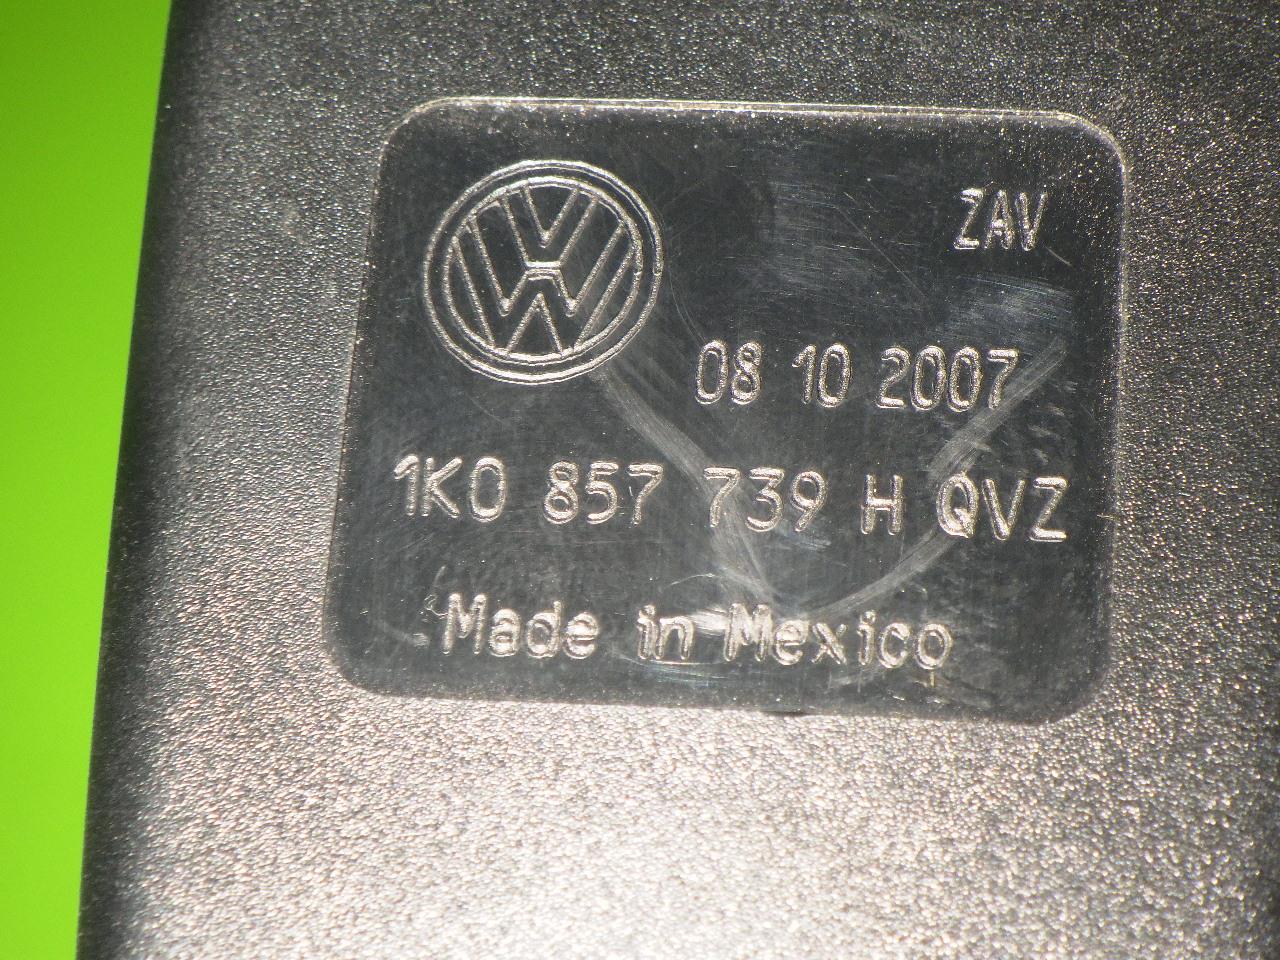 ZAV
08 10 2007
1K0 857 739 H QVZ
Made in Mexico